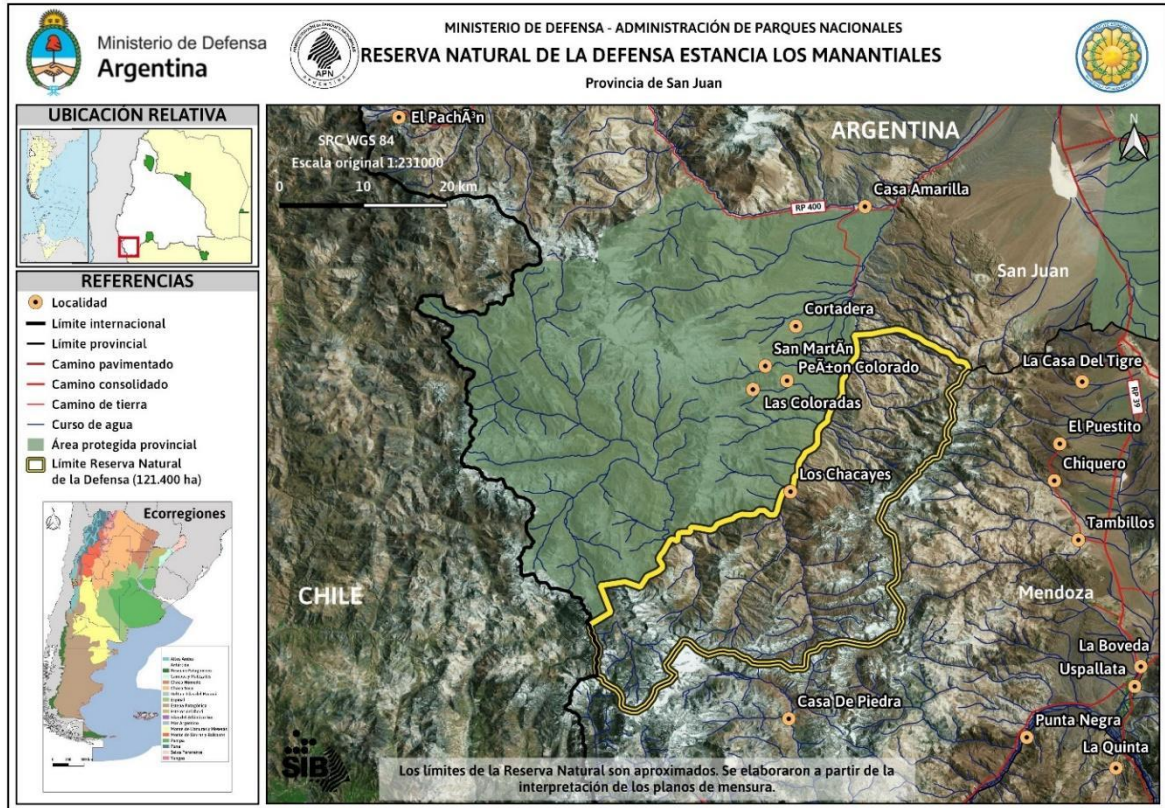 Ministerio de Defensa
Argentina
APN
MINISTERIO DE DEFENSA - ADMINISTRACIÓN DE PARQUES NACIONALES
RESERVA NATURAL DE LA DEFENSA ESTANCIA LOS MANANTIALES
Provincia de San Juan
UBICACIÓN RELATIVA
REFERENCIAS
Localidad
Límite internacional
Límite provincial
Camino pavimentado
Camino consolidado
Camino de tierra
Curso de agua
Área protegida provincial
Límite Reserva Natural
de la Defensa (121.400 ha)
Ecorregiones
El PachÃ³n
SRC WGS 84
Escala original 1:231000
0 10 20 km
ARGENTINA
N
Casa Amarilla
RP 400
San Juan
Cortadera
San MartÃ­n
PeÃ±on Colorado
Las Coloradas
La Casa Del Tigre
RP 39
El Puestito
Chiquero
Los Chacayes
Tambillos
CHILE
Mendoza
La Boveda
Uspallata
Casa De Piedra
Punta Negra
La Quinta
SIB
Los límites de la Reserva Natural son aproximados. Se elaboraron a partir de la
interpretación de los planos de mensura.